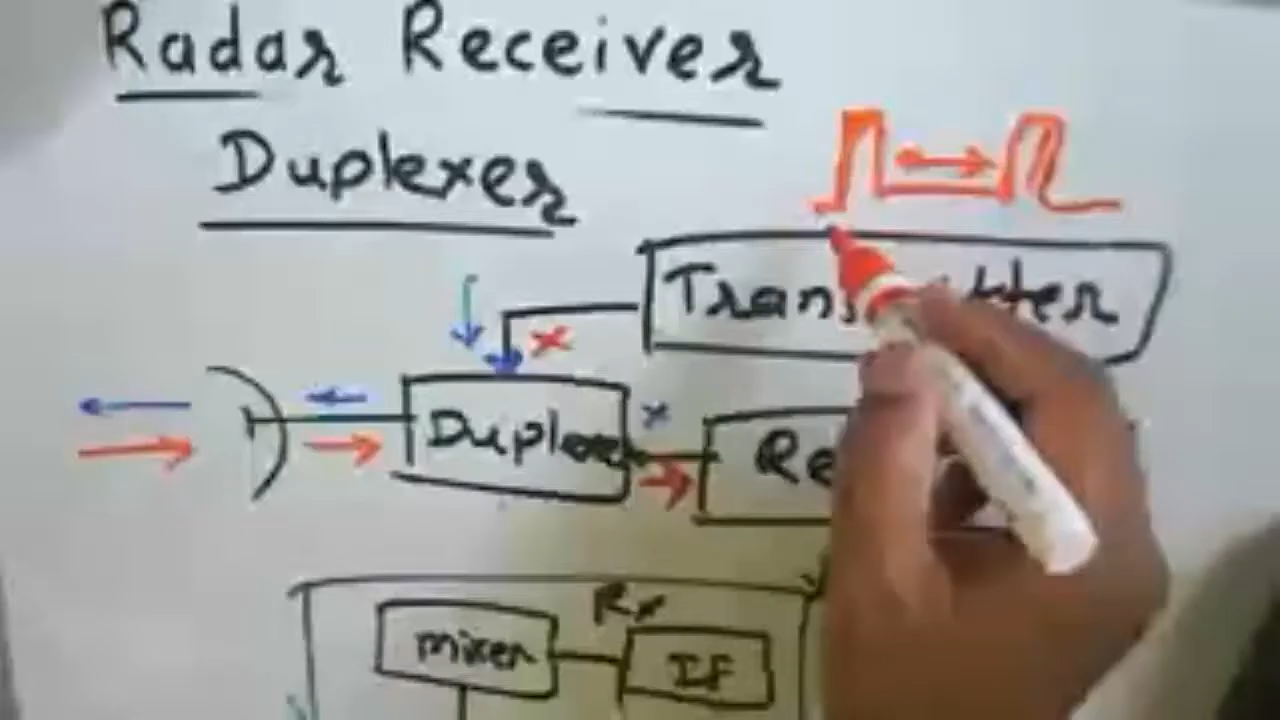 Radar Receiver
Duplexer
Duplexer
Rx
mixer
IF